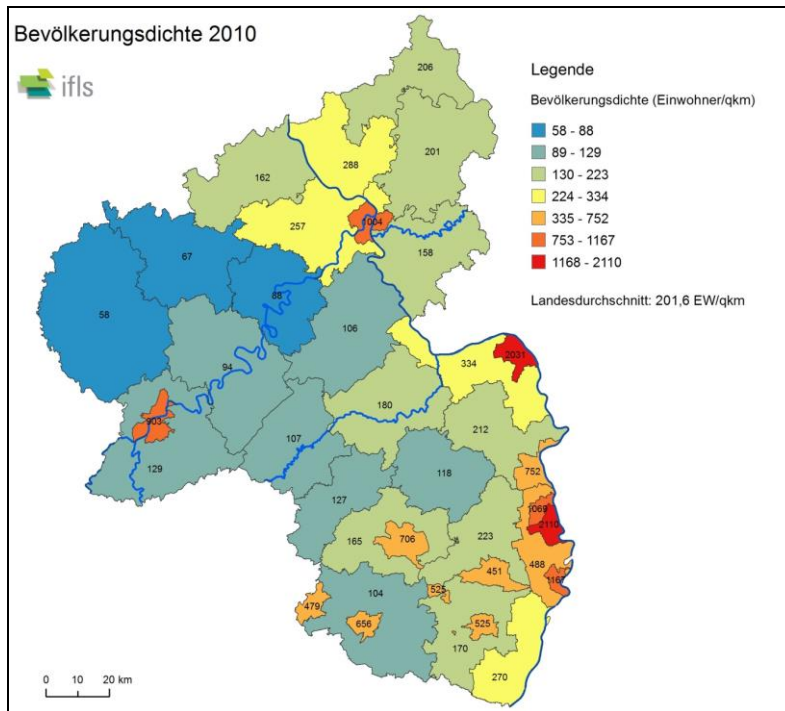 Bevölkerungsdichte 2010
ifls
Legende
Bevölkerungsdichte (Einwohner/qkm)
58 - 88
89 - 129
130 - 223
224 - 334
335 - 752
753 - 1167
1168 - 2110
Landesdurchschnitt: 201,6 EW/qkm
206
201
288
162
1004
257
158
67
88
58
106
94
2031
334
180
212
903
129
107
118
127
752
1069
2110
165
706
223
488
451
1167
104
525
479
656
525
170
270
0 10 20 km